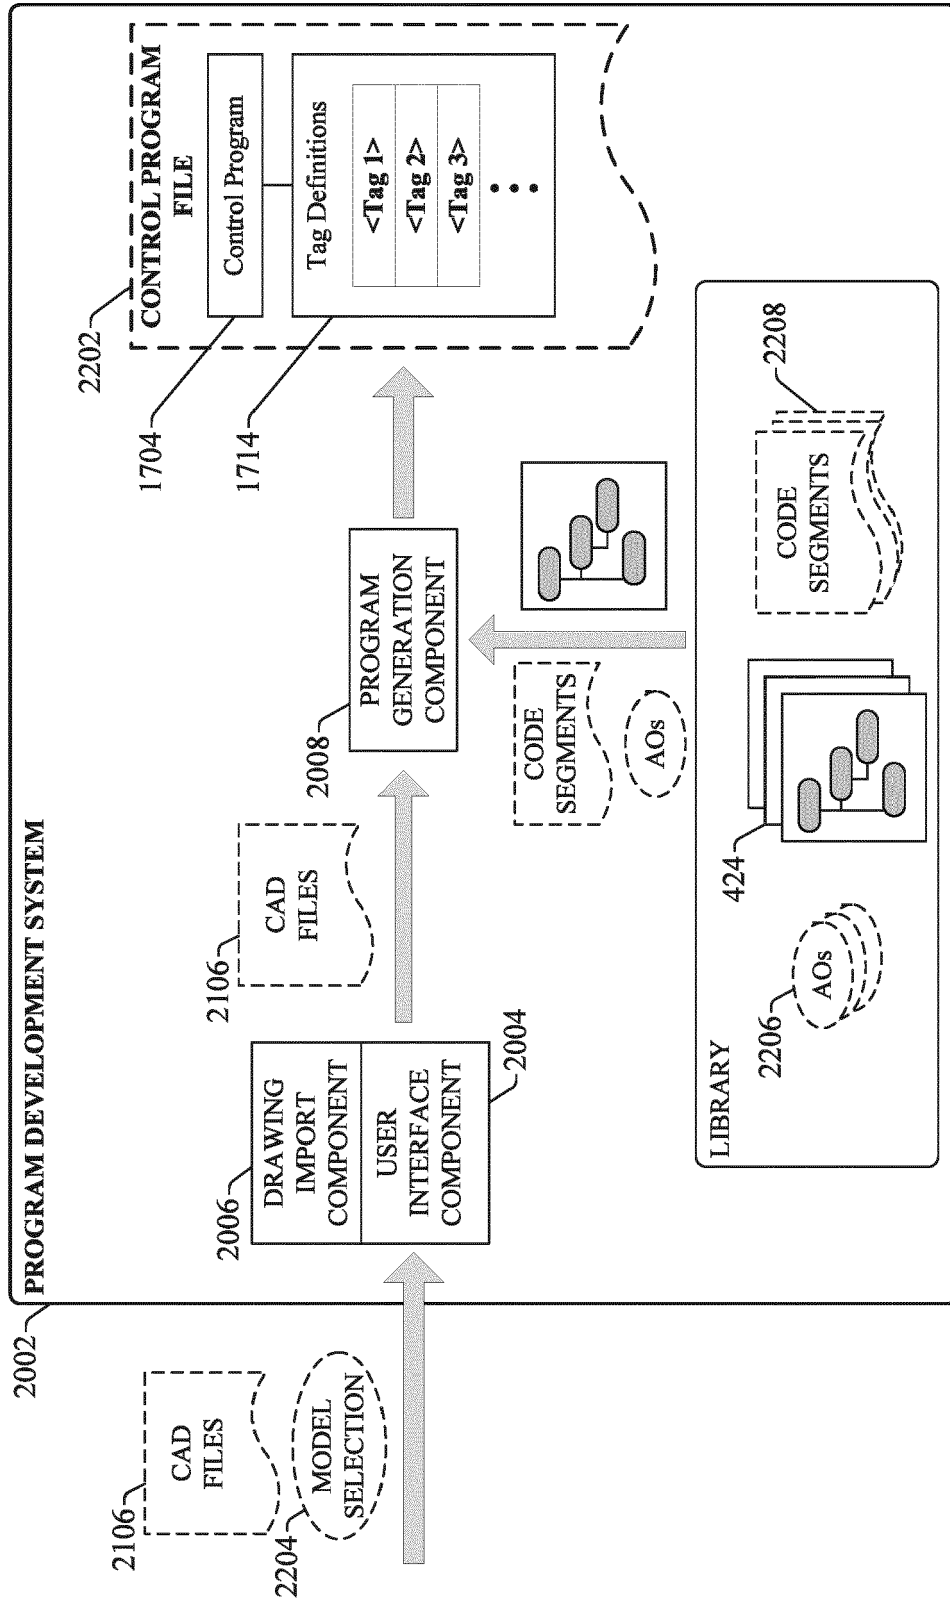 2002
PROGRAM DEVELOPMENT SYSTEM
2106
CAD
FILES
2204
MODEL
SELECTION
2006
DRAWING
IMPORT
COMPONENT
USER
INTERFACE
COMPONENT
2004
2106
CAD
FILES
2008
PROGRAM
GENERATION
COMPONENT
CODE
SEGMENTS
AOs
2202
CONTROL PROGRAM
FILE
1704
Control Program
1714
Tag Definitions
<Tag 1>
<Tag 2>
<Tag 3>
LIBRARY
2206
AOs
424
CODE
SEGMENTS
2208